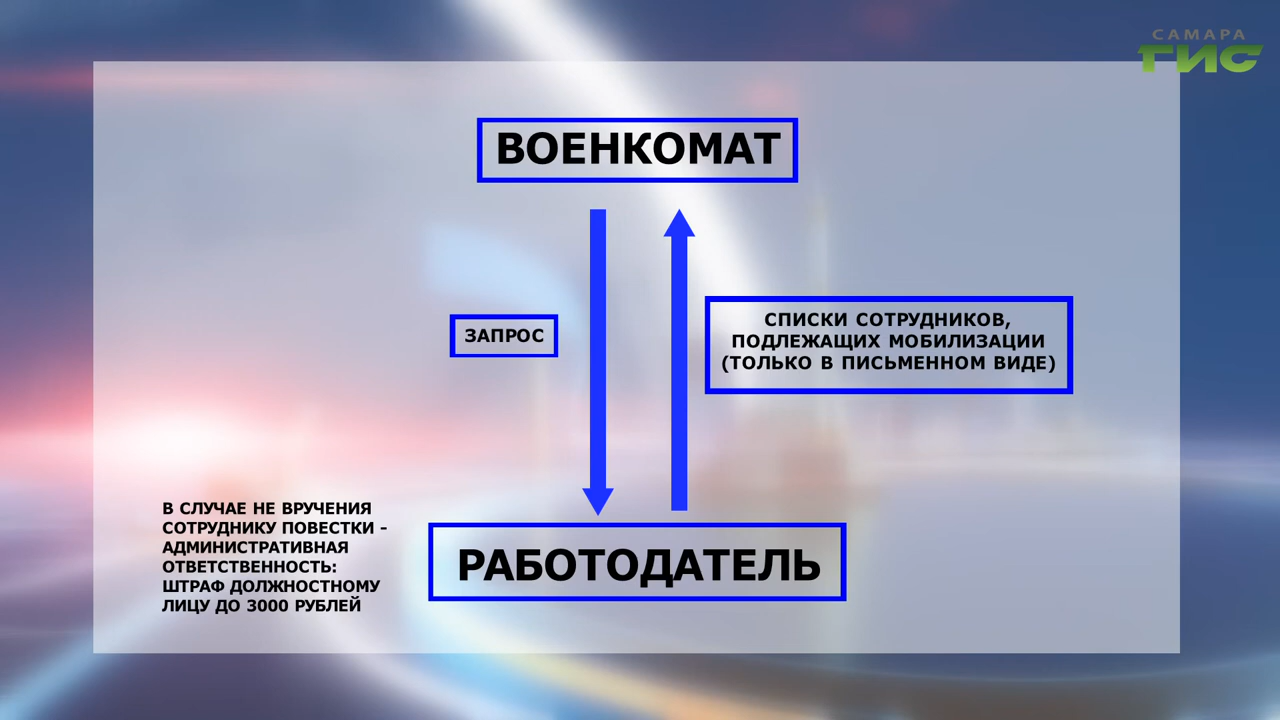 САМАРА
ГИС
ВОЕНКОМАТ
ЗАПРОС
СПИСКИ СОТРУДНИКОВ,
ПОДЛЕЖАЩИХ МОБИЛИЗАЦИИ
(ТОЛЬКО В ПИСЬМЕННОМ ВИДЕ)
В СЛУЧАЕ НЕ ВРУЧЕНИЯ
СОТРУДНИКУ ПОВЕСТКИ –
АДМИНИСТРАТИВНАЯ
ОТВЕТСТВЕННОСТЬ:
ШТРАФ ДОЛЖНОСТНОМУ
ЛИЦУ ДО 3000 РУБЛЕЙ
РАБОТОДАТЕЛЬ